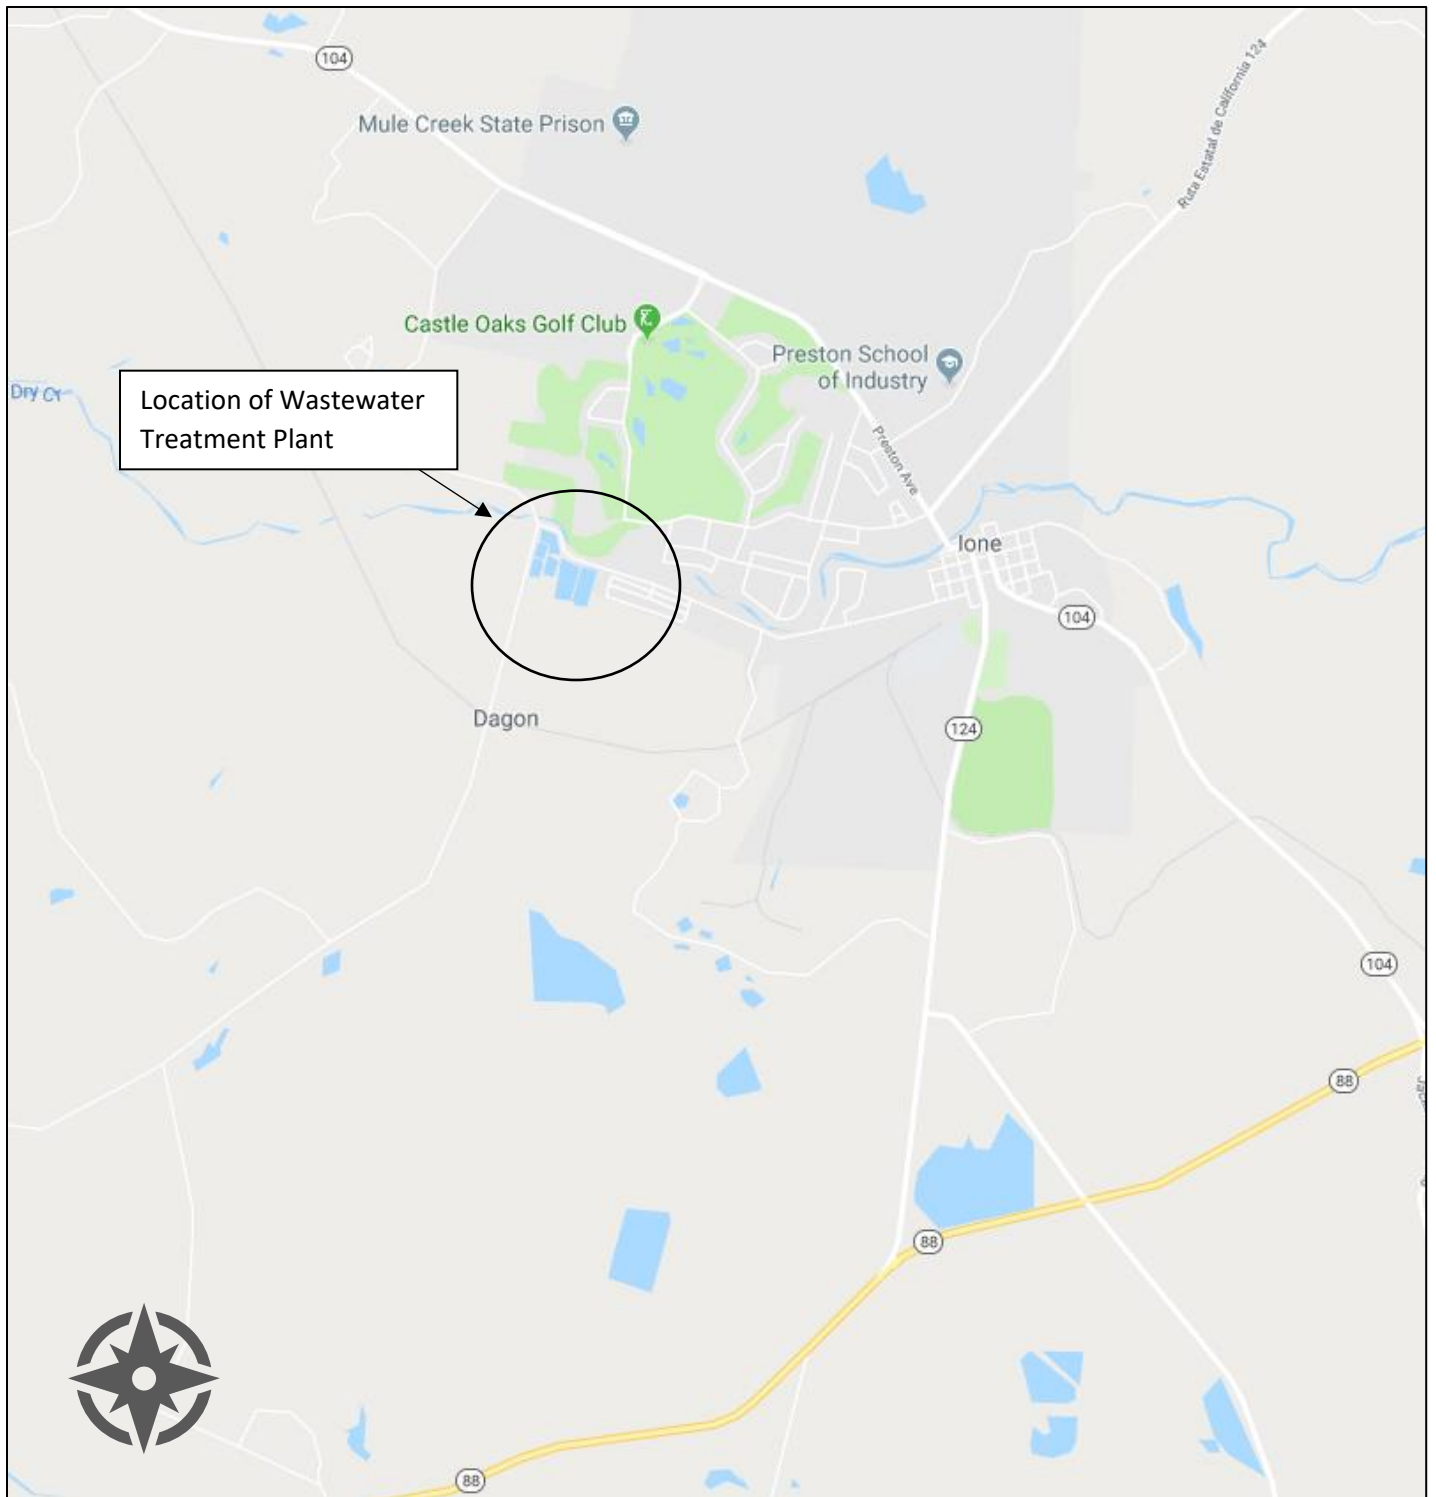 104
Mule Creek State Prison
Ruta Estatal de California 124
Castle Oaks Golf Club
Preston School
of Industry
Dry Cr
Location of Wastewater
Treatment Plant
Preston Ave
Ione
104
Dagon
124
104
88
88
88